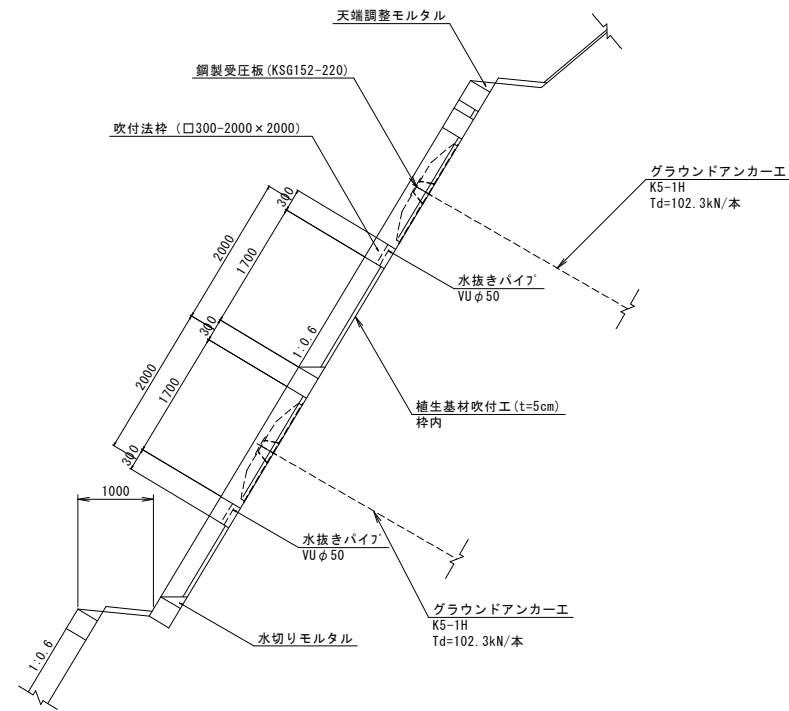 天端調整モルタル
鋼製受圧板(KSG152-220)
吹付法枠（□300-2000×2000）
グラウンドアンカー工
K5-1H
Td=102.3kN/本
300
2000
1700
水抜きパイプ
VUφ50
300
1:0.6
2000
1700
植生基材吹付工(t=5cm)
枠内
300
1000
水抜きパイプ
VUφ50
グラウンドアンカー工
K5-1H
Td=102.3kN/本
水切りモルタル
1:0.6